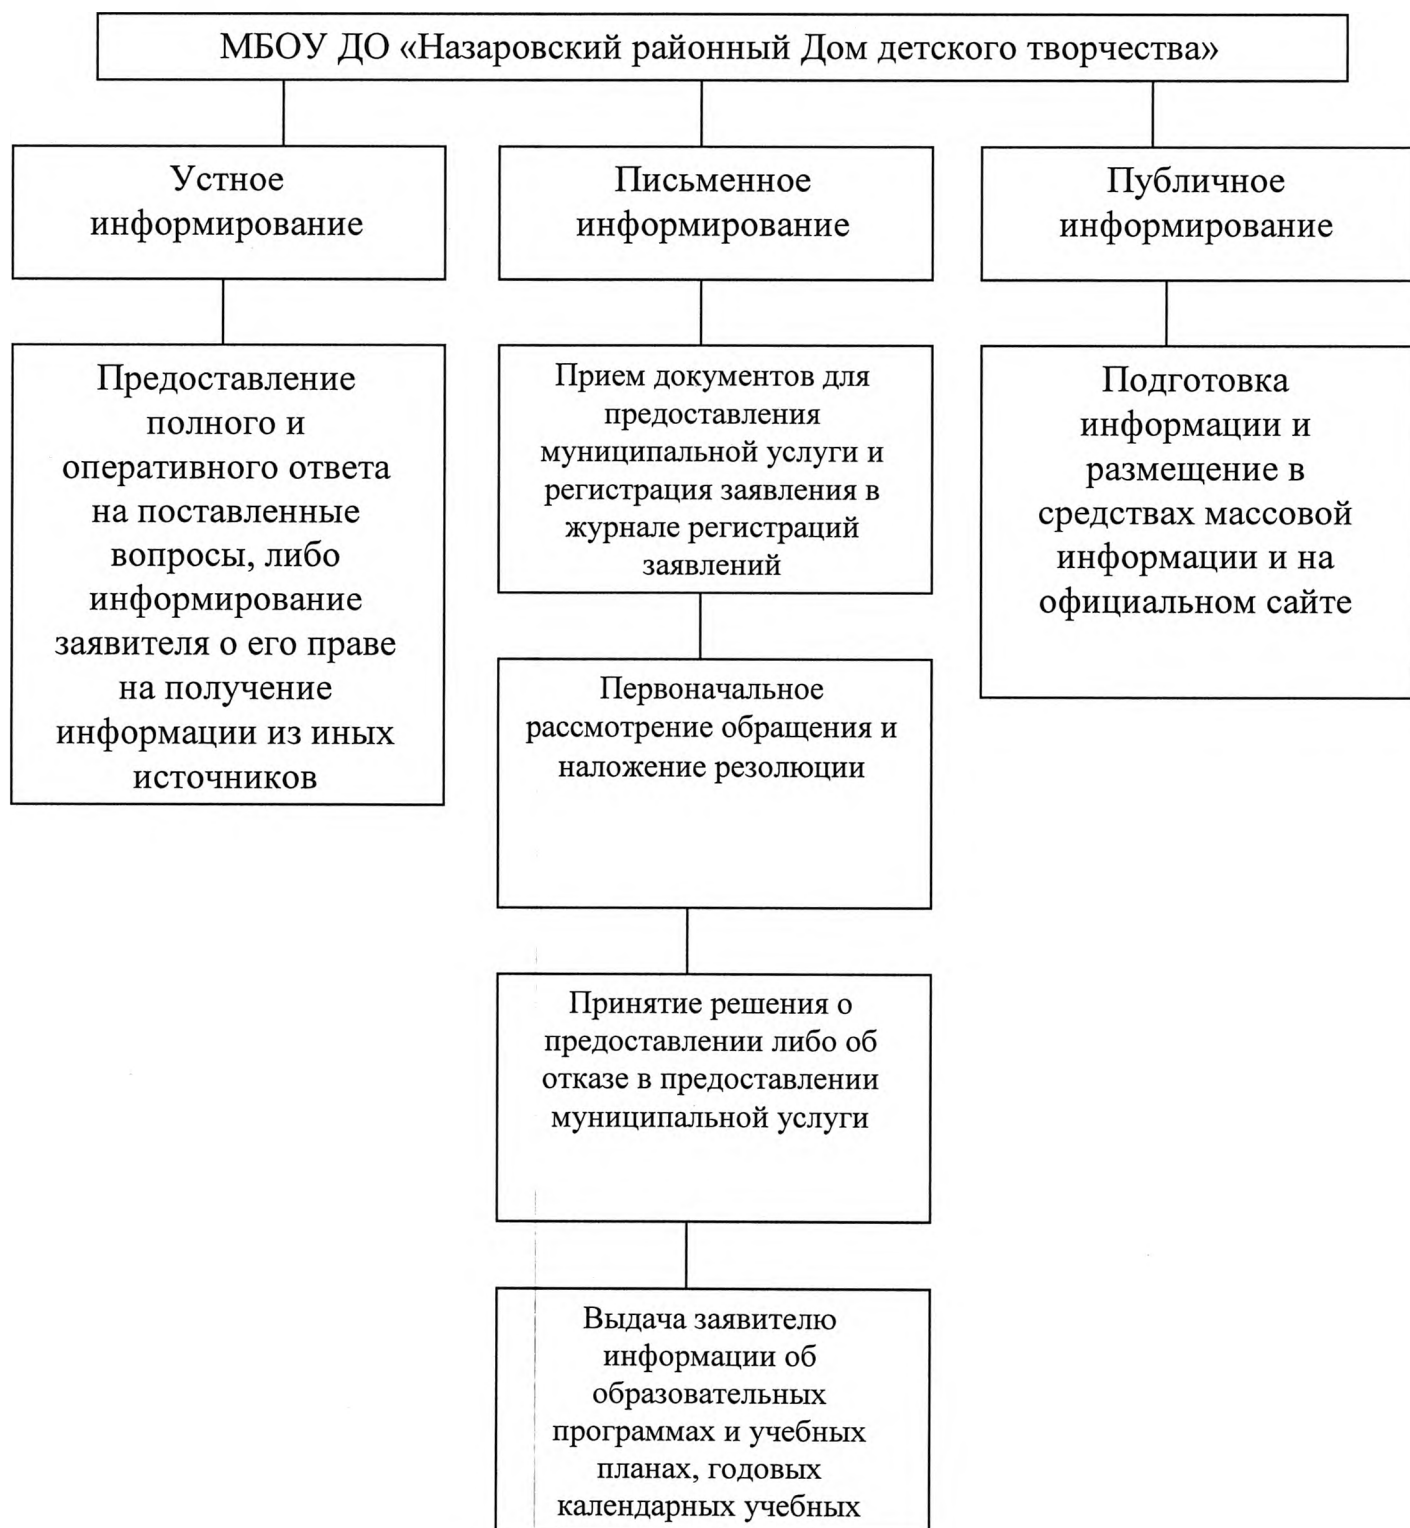 МБОУ ДО «Назаровский районный Дом детского творчества»
Устное
информирование
Письменное
информирование
Публичное
информирование
Предоставление
полного и
оперативного ответа
на поставленные
вопросы, либо
информирование
заявителя о его праве
на получение
информации из иных
источников
Прием документов для
предоставления
муниципальной услуги и
регистрация заявления в
журнале регистраций
заявлений
Подготовка
информации и
размещение в
средствах массовой
информации и на
официальном сайте
Первоначальное
рассмотрение обращения и
наложение резолюции
Принятие решения о
предоставлении либо об
отказе в предоставлении
муниципальной услуги
Выдача заявителю
информации об
образовательных
программах и учебных
планах, годовых
календарных учебных